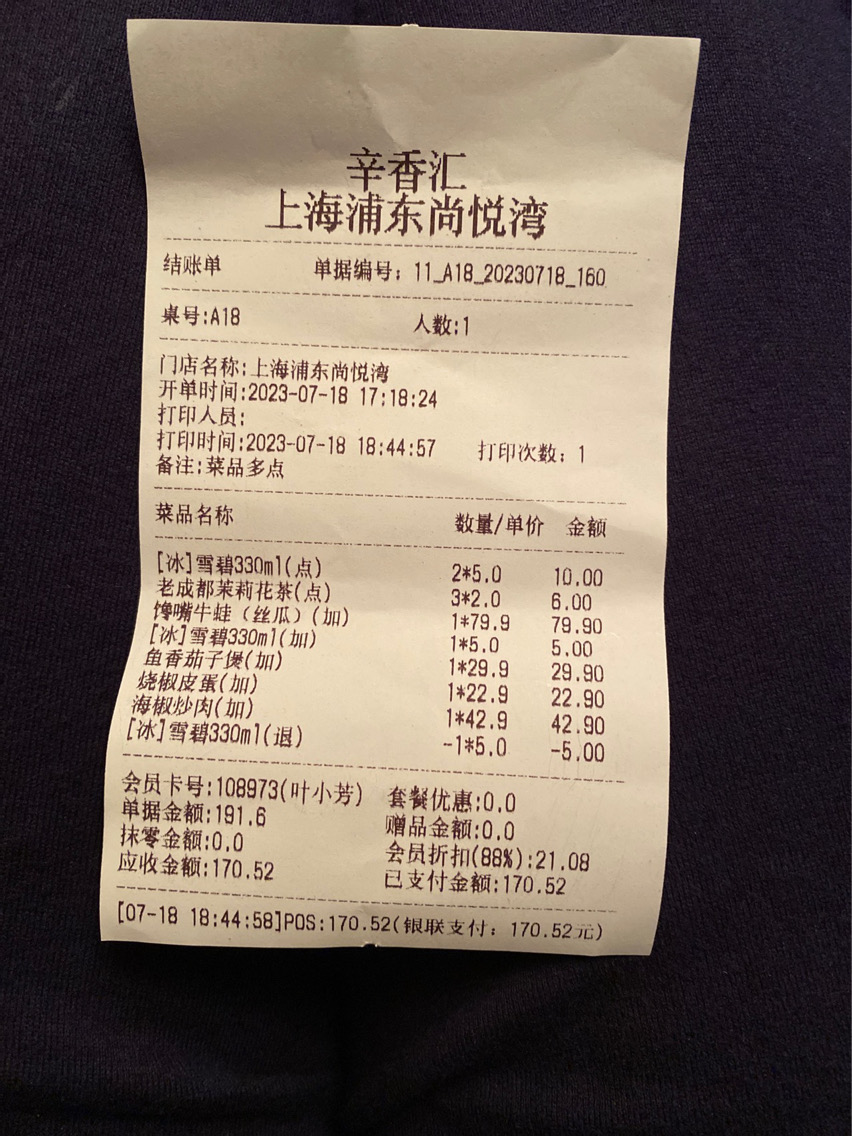 辛香汇
上海浦东尚悦湾
结账单 单据编号：11_A18_20230718_160
桌号:A18 人数:1
门店名称:上海浦东尚悦湾
开单时间:2023-07-18 17:18:24
打印人员:
打印时间:2023-07-18 18:44:57 打印次数：1
备注:菜品多点
菜品名称 数量/单价 金额
[冰]雪碧330ml(点) 2*5.0 10.00
老成都茉莉花茶(点) 3*2.0 6.00
馋嘴牛蛙（丝瓜）(加) 1*79.9 79.90
[冰]雪碧330ml(加) 1*5.0 5.00
鱼香茄子煲(加) 1*29.9 29.90
烧椒皮蛋(加) 1*22.9 22.90
海椒炒肉(加) 1*42.9 42.90
[冰]雪碧330ml(退) -1*5.0 -5.00
会员卡号:108973(叶小芳) 套餐优惠:0.0
单据金额:191.6 赠品金额:0.0
抹零金额:0.0 会员折扣(88%):21.08
应收金额:170.52 已支付金额:170.52
[07-18 18:44:58]POS:170.52(银联支付：170.52元)